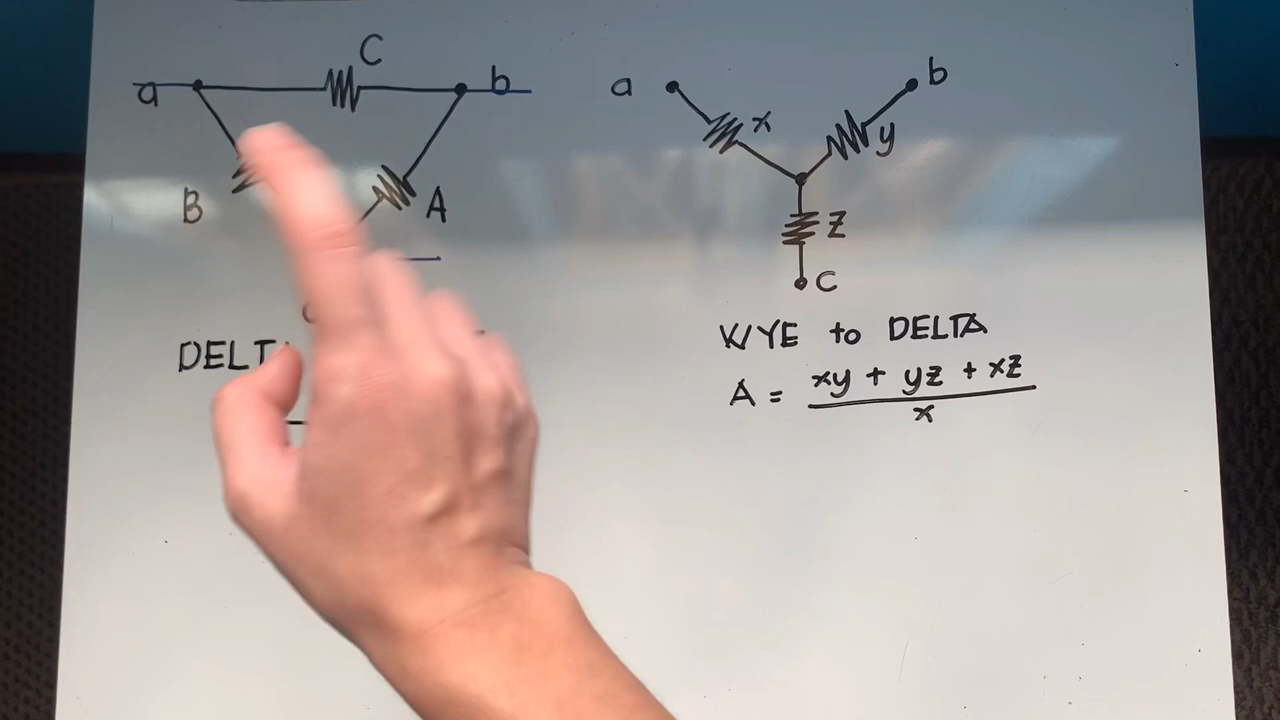 C
a
b
B
A
DELT
a
b
x
y
z
c
WYE to DELTA
A = xy + yz + xz
x